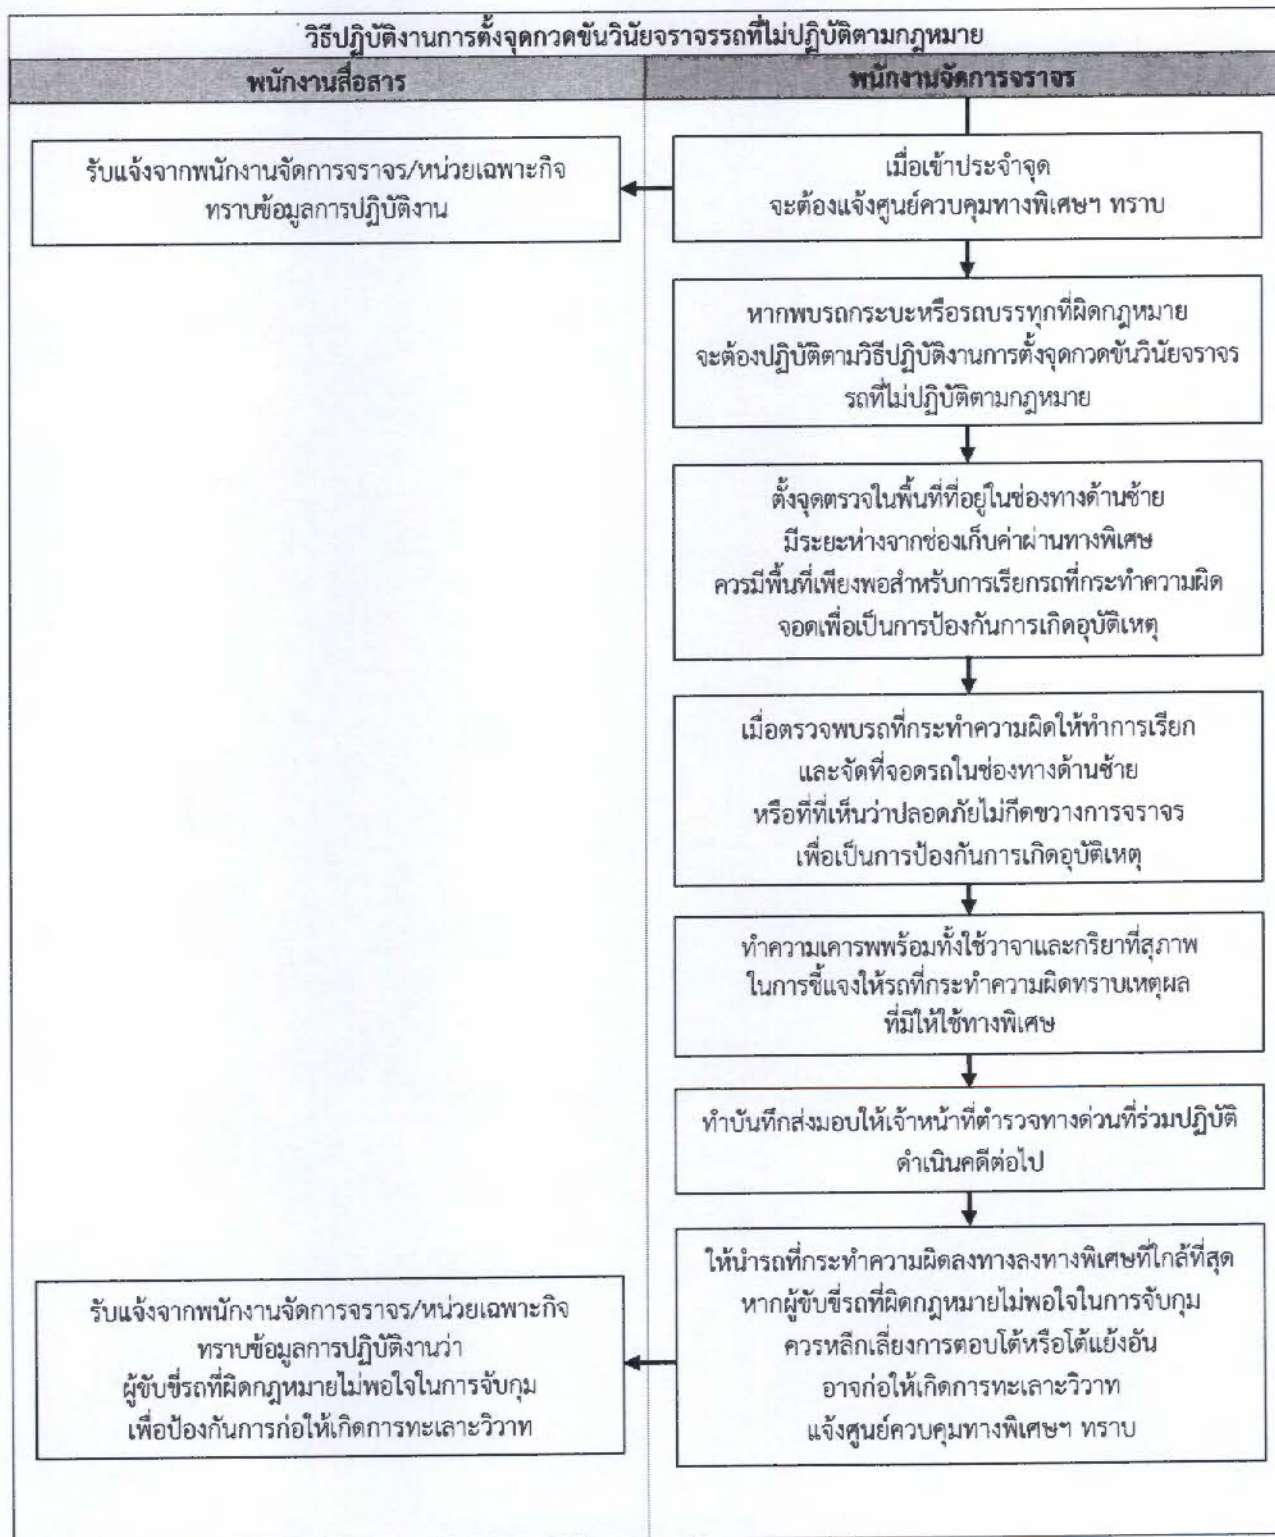 วิธีปฏิบัติงานการตั้งจุดกวดขันวินัยจราจรรถที่ไม่ปฏิบัติตามกฎหมาย
พนักงานสื่อสาร
พนักงานจัดการจราจร
รับแจ้งจากพนักงานจัดการจราจร/หน่วยเฉพาะกิจ
ทราบข้อมูลการปฏิบัติงาน
เมื่อเข้าประจำจุด
จะต้องแจ้งศูนย์ควบคุมทางพิเศษฯ ทราบ
หากพบรถกระบะหรือรถบรรทุกที่ผิดกฎหมาย
จะต้องปฏิบัติตามวิธีปฏิบัติงานการตั้งจุดกวดขันวินัยจราจร
รถที่ไม่ปฏิบัติตามกฎหมาย
ตั้งจุดตรวจในพื้นที่ที่อยู่ในช่องทางด้านซ้าย
มีระยะห่างจากช่องเก็บค่าผ่านทางพิเศษ
ควรมีพื้นที่เพียงพอสำหรับการเรียกรถที่กระทำความผิด
จอดเพื่อเป็นการป้องกันการเกิดอุบัติเหตุ
เมื่อตรวจพบรถที่กระทำความผิดให้ทำการเรียก
และจัดที่จอดรถในช่องทางด้านซ้าย
หรือที่ที่เห็นว่าปลอดภัยไม่กีดขวางการจราจร
เพื่อเป็นการป้องกันการเกิดอุบัติเหตุ
ทำความเคารพพร้อมทั้งใช้วาจาและกริยาที่สุภาพ
ในการชี้แจงให้รถที่กระทำความผิดทราบเหตุผล
ที่มิให้ใช้ทางพิเศษ
ทำบันทึกส่งมอบให้เจ้าหน้าที่ตำรวจทางด่วนที่ร่วมปฏิบัติ
ดำเนินคดีต่อไป
ให้นำรถที่กระทำความผิดลงทางลงทางพิเศษที่ใกล้ที่สุด
หากผู้ขับขี่รถที่ผิดกฎหมายไม่พอใจในการจับกุม
ควรหลีกเลี่ยงการตอบโต้หรือโต้แย้งอัน
อาจก่อให้เกิดการทะเลาะวิวาท
แจ้งศูนย์ควบคุมทางพิเศษฯ ทราบ
รับแจ้งจากพนักงานจัดการจราจร/หน่วยเฉพาะกิจ
ทราบข้อมูลการปฏิบัติงานว่า
ผู้ขับขี่รถที่ผิดกฎหมายไม่พอใจในการจับกุม
เพื่อป้องกันการก่อให้เกิดการทะเลาะวิวาท